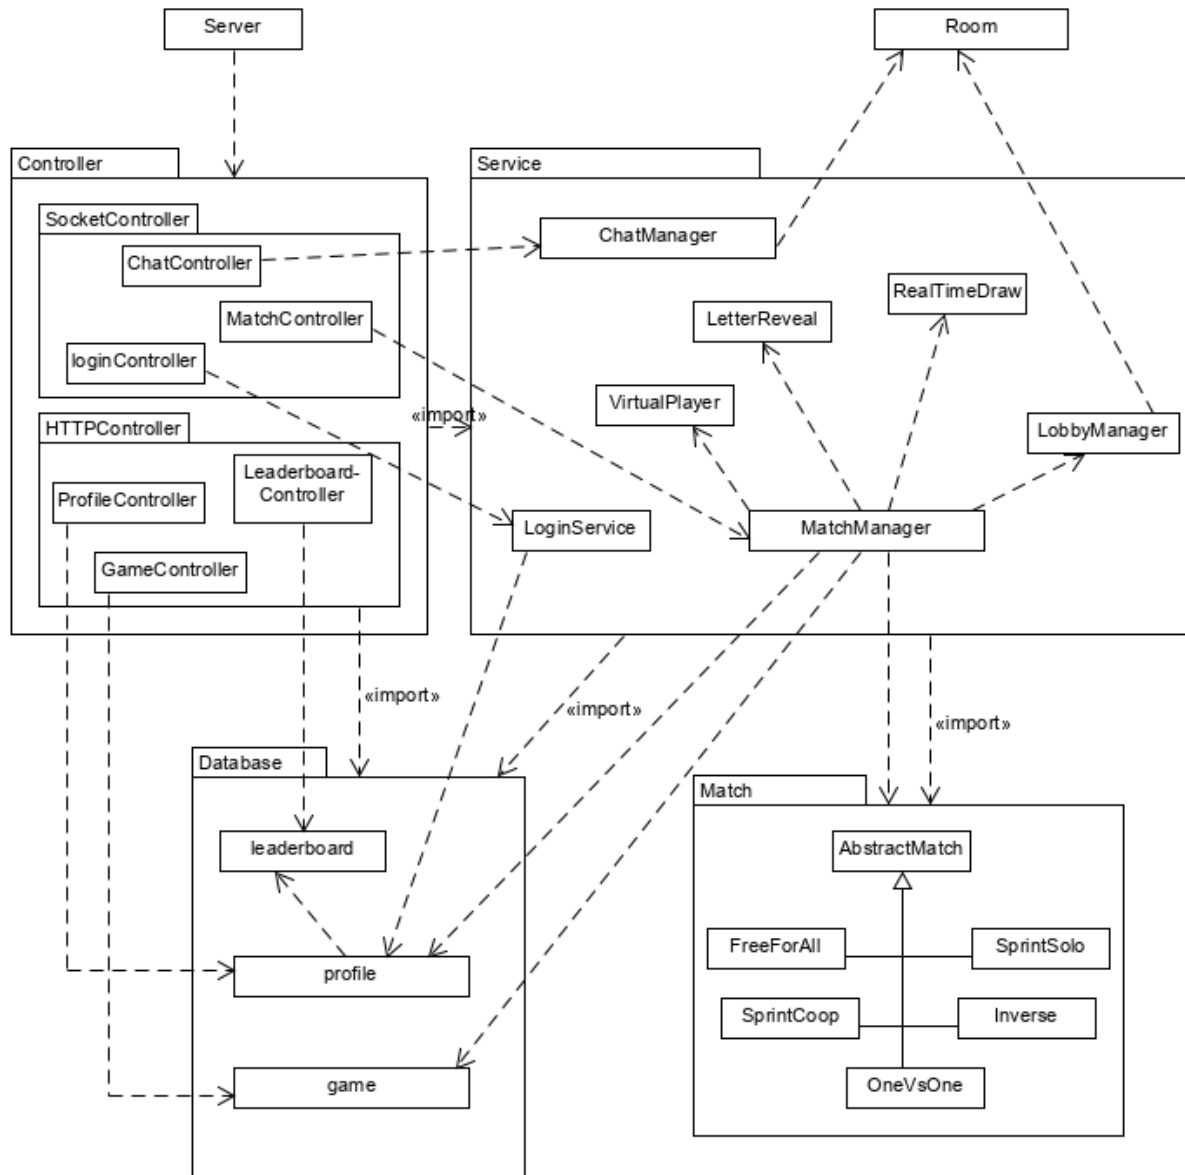 Server
Room
Controller
Service
SocketController
ChatManager
ChatController
RealTimeDraw
MatchController
LetterReveal
loginController
VirtualPlayer
«import»
HTTPController
LobbyManager
Leaderboard-
Controller
ProfileController
LoginService
MatchManager
GameController
«import»
«import»
«import»
Database
Match
leaderboard
AbstractMatch
FreeForAll
SprintSolo
profile
SprintCoop
Inverse
game
OneVsOne